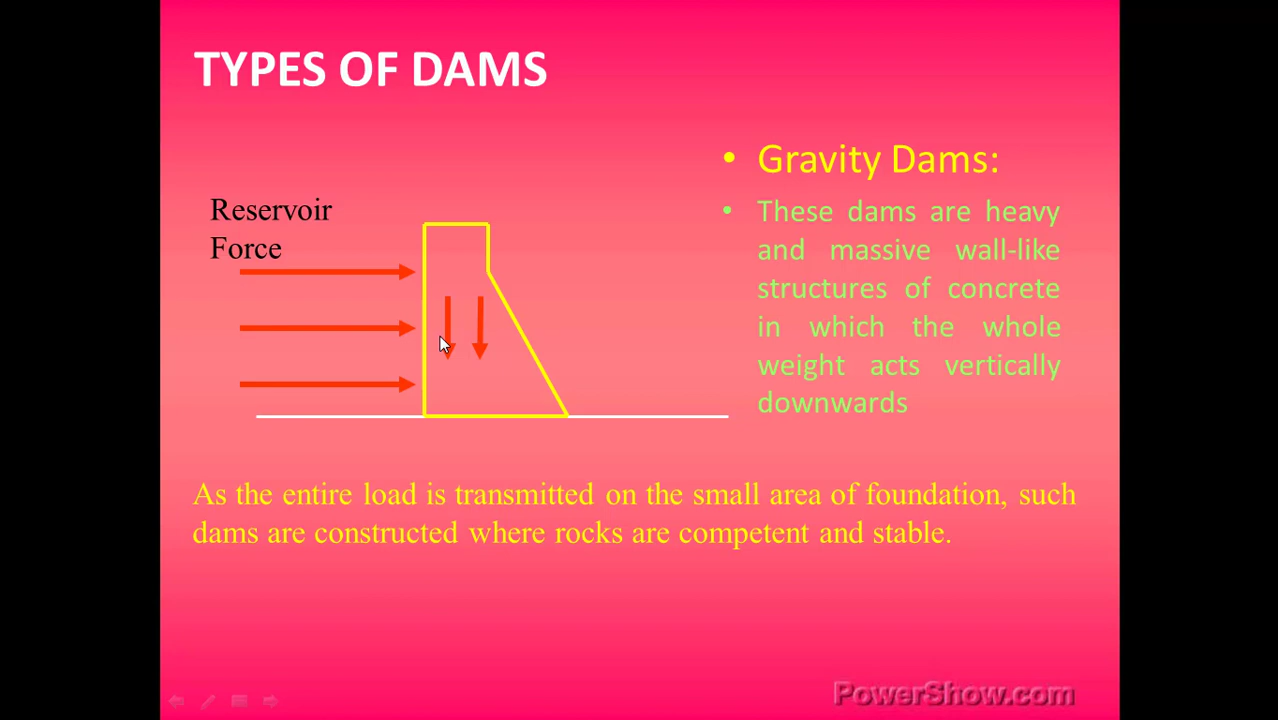 TYPES OF DAMS
• Gravity Dams:
• These dams are heavy
and massive wall-like
structures of concrete
in which the whole
weight acts vertically
downwards
Reservoir
Force
As the entire load is transmitted on the small area of foundation, such
dams are constructed where rocks are competent and stable.
PowerShow.com